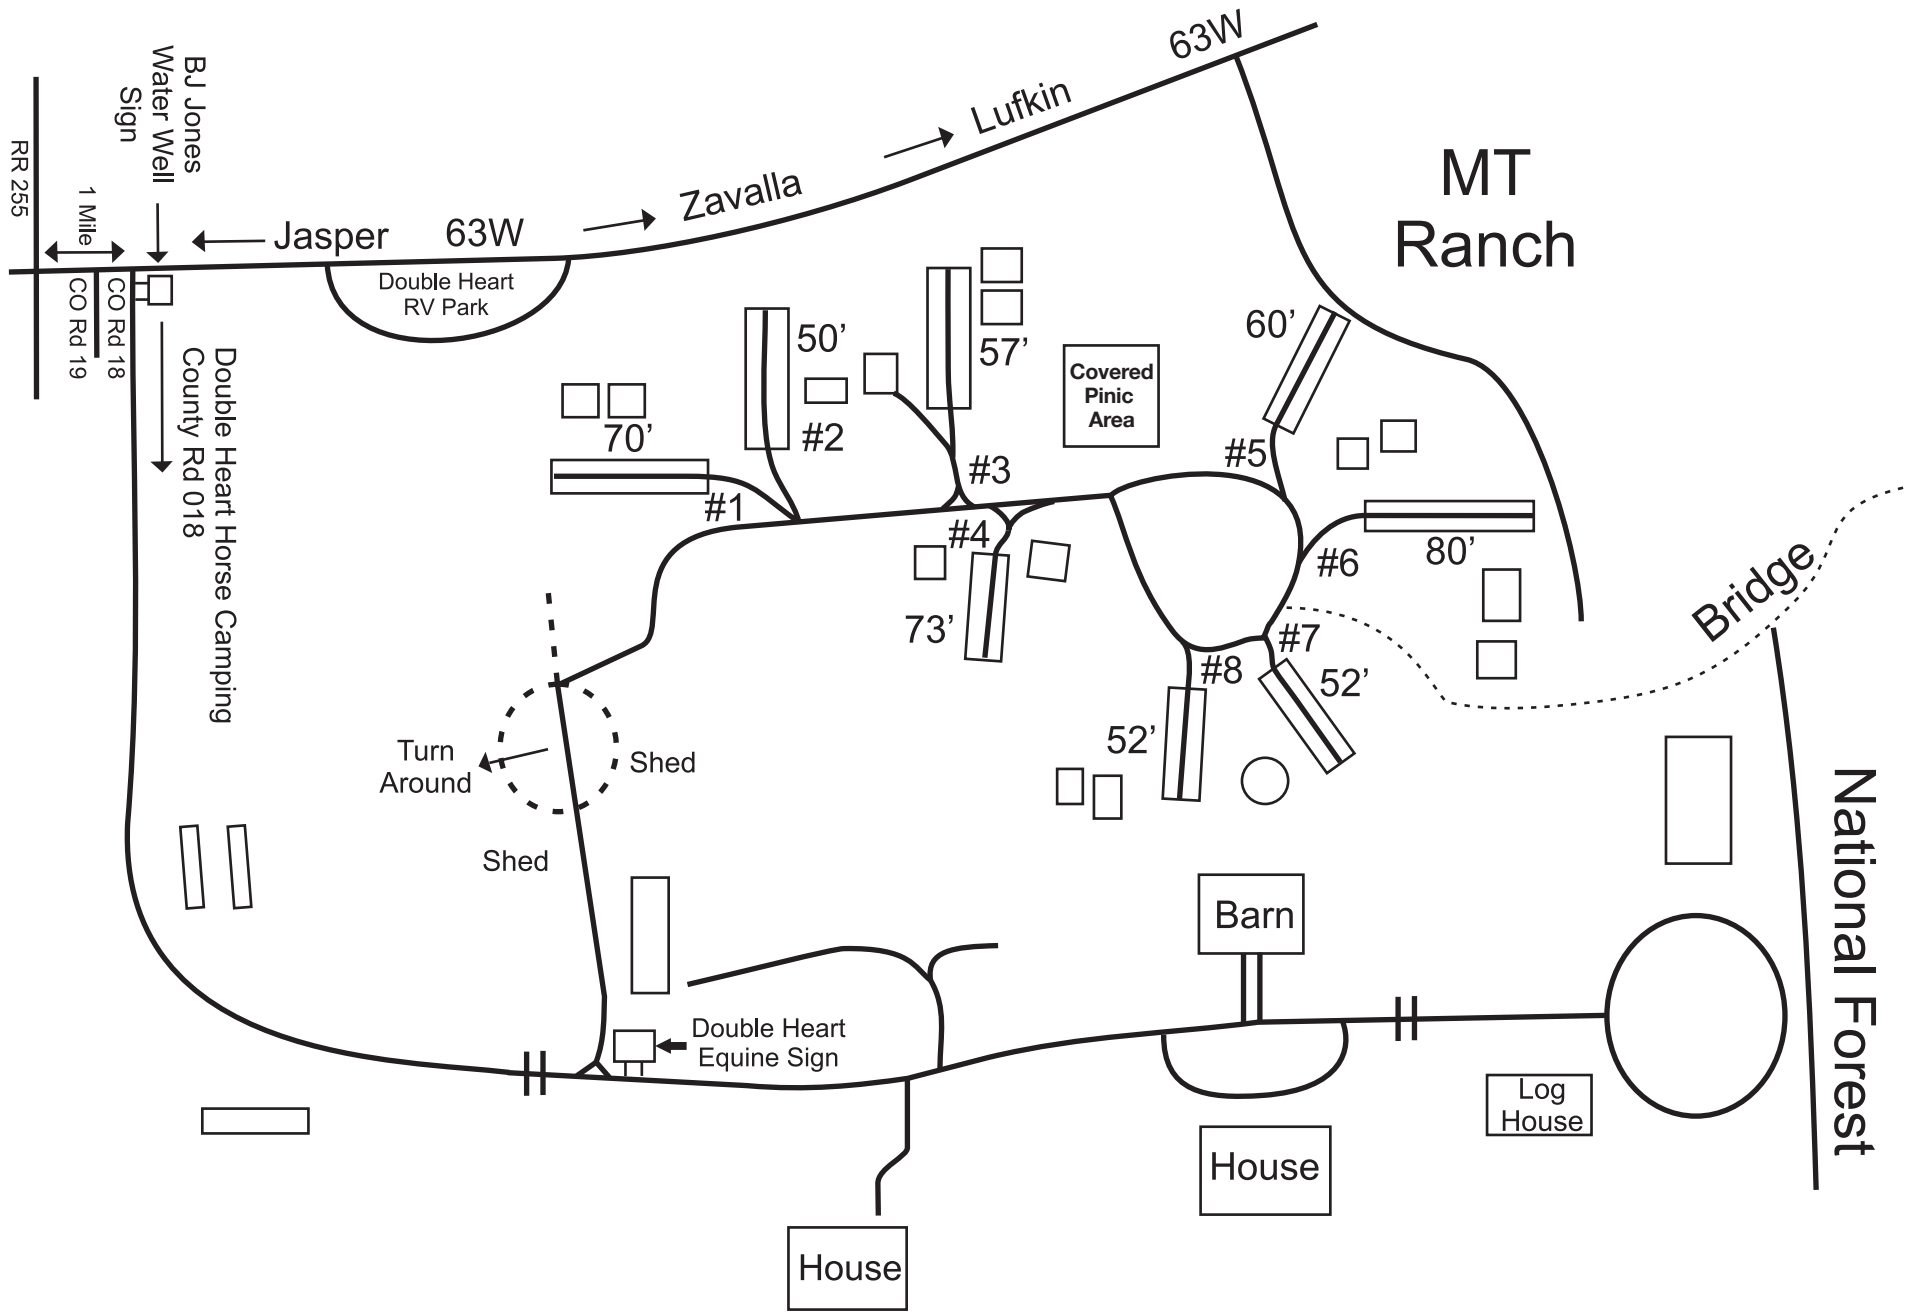 63W
Lufkin
Zavalla
MT
Ranch
BJ Jones
Water Well
Sign
RR 255
1 Mile
Jasper
63W
CO Rd 19
CO Rd 18
Double Heart
RV Park
Double Heart Horse Camping
County Rd 018
50’
#2
57’
60’
Covered
Pinic
Area
70’
#1
#3
#4
73’
#5
#6
80’
#7
52’
#8
52’
Bridge
Turn
Around
Shed
Shed
National Forest
Barn
Double Heart
Equine Sign
Log
House
House
House